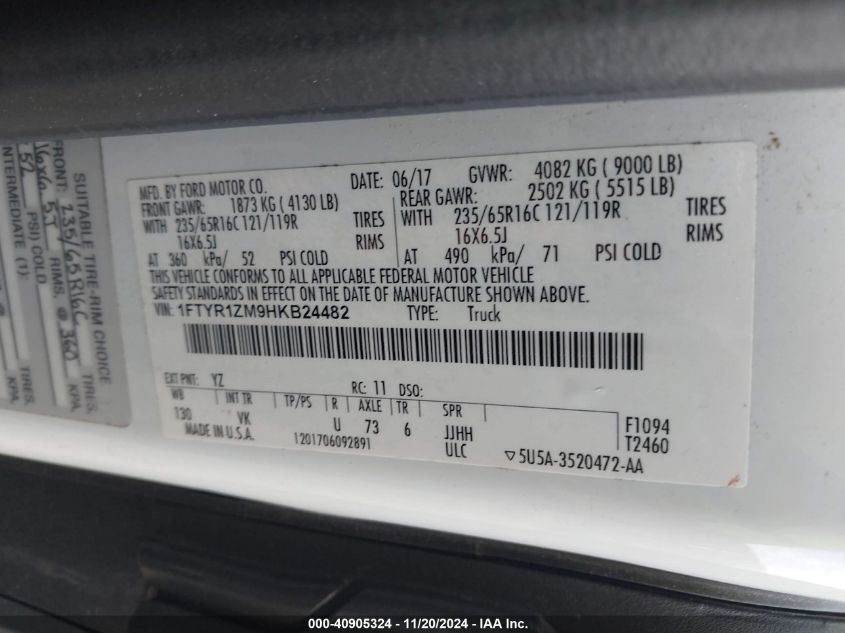 MFD. BY FORD MOTOR CO.
DATE: 06/17
GVWR: 4082 KG ( 9000 LB)
FRONT GAWR: 1873 KG ( 4130 LB)
REAR GAWR: 2502 KG ( 5515 LB)
WITH 235/65R16C 121/119R TIRES
WITH 235/65R16C 121/119R TIRES
16X6.5J RIMS
16X6.5J RIMS
AT 360 kPa/ 52 PSI COLD
AT 490 kPa/ 71 PSI COLD
THIS VEHICLE CONFORMS TO ALL APPLICABLE FEDERAL MOTOR VEHICLE
SAFETY STANDARDS IN EFFECT ON THE DATE OF MANUFACTURE SHOWN ABOVE.
VIN: 1FTYR1ZM9HKB24482 TYPE: Truck
EXT PNT: YZ RC: 11 DSO:
WB INT TR TP/PS R AXLE TR SPR
130 VK U 73 6 JJHH F1094
MADE IN U.S.A. 1201706092891 ULC ▽5U5A-3520472-AA T2460
SUITABLE TIRE-RIM CHOICE
FRONT: 235/65R16C TIRES.
16x6.5J RIMS. @ 360 KPA
52 PSI) COLD
INTERMEDIATE (1): TIRES.
KPA
000-40905324 - 11/20/2024 - IAA Inc.